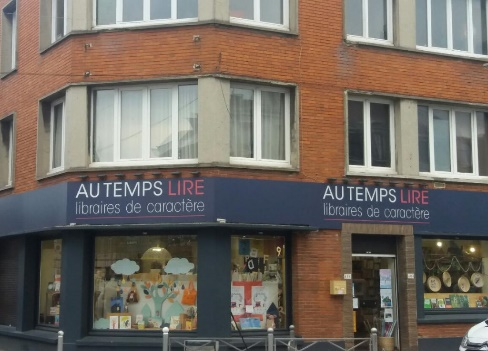 AU TEMPS LIRE
libraires de caractère
AU TEMPS LIRE
libraires de caractère